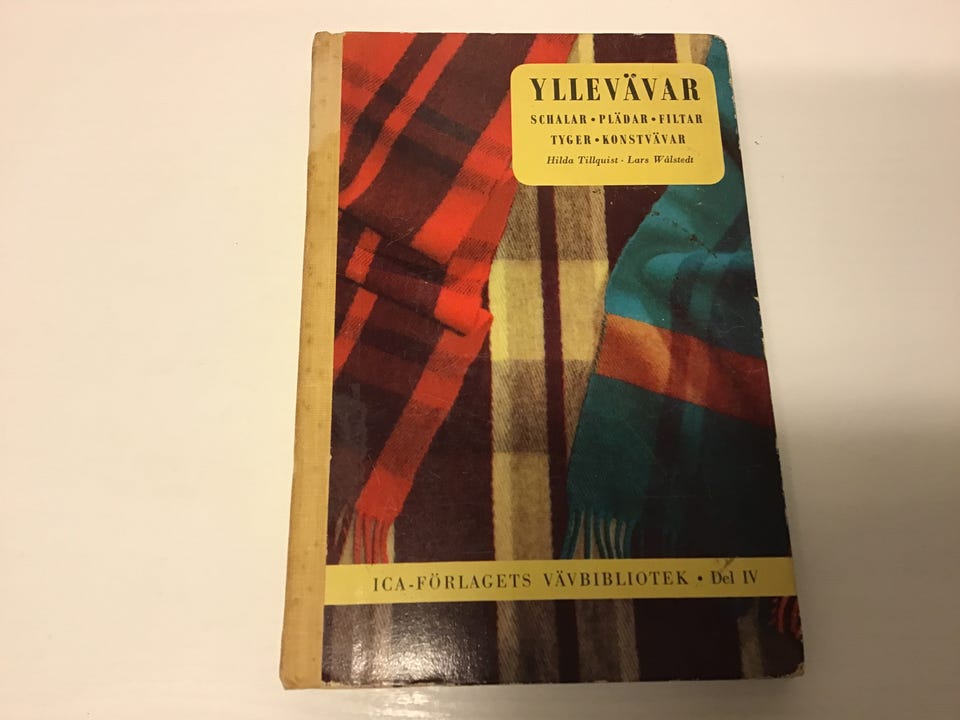 YLLEVÄVAR
SCHALAR • PLÄDAR • FILTAR
TYGER • KONSTVÄVAR
Hilda Tillquist · Lars Wålstedt
ICA-FÖRLAGETS VÄVBIBLIOTEK • Del IV